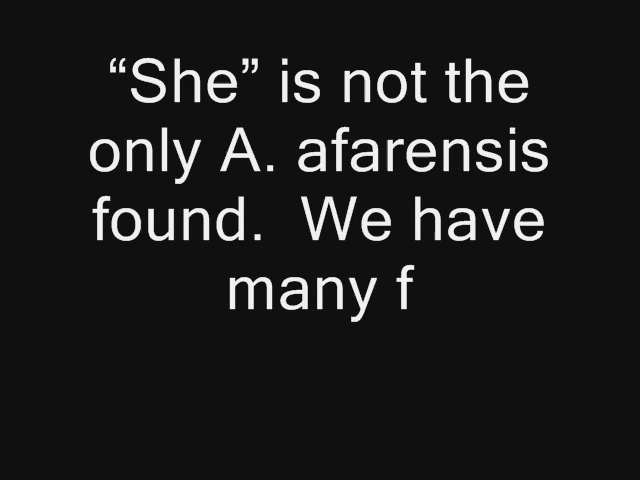 “She” is not the
only A. afarensis
found.  We have
many f